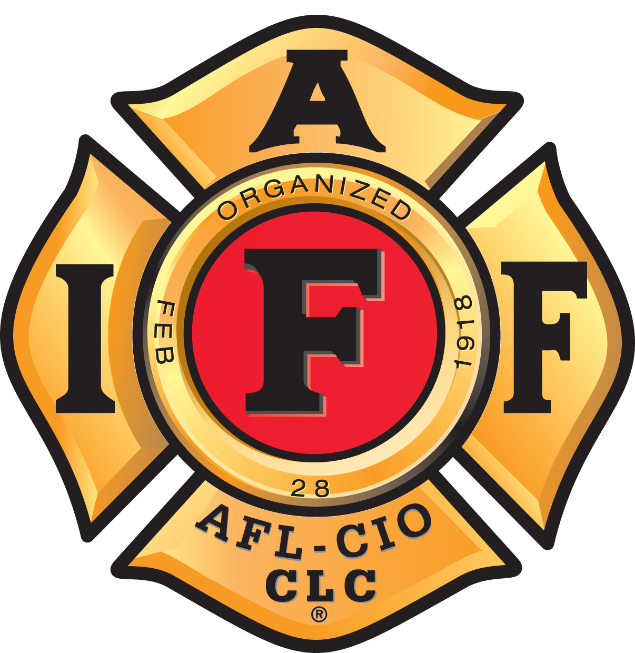 A
ORGANIZED
I
F
F
FEB
1918
28
AFL-CIO
CLC
®